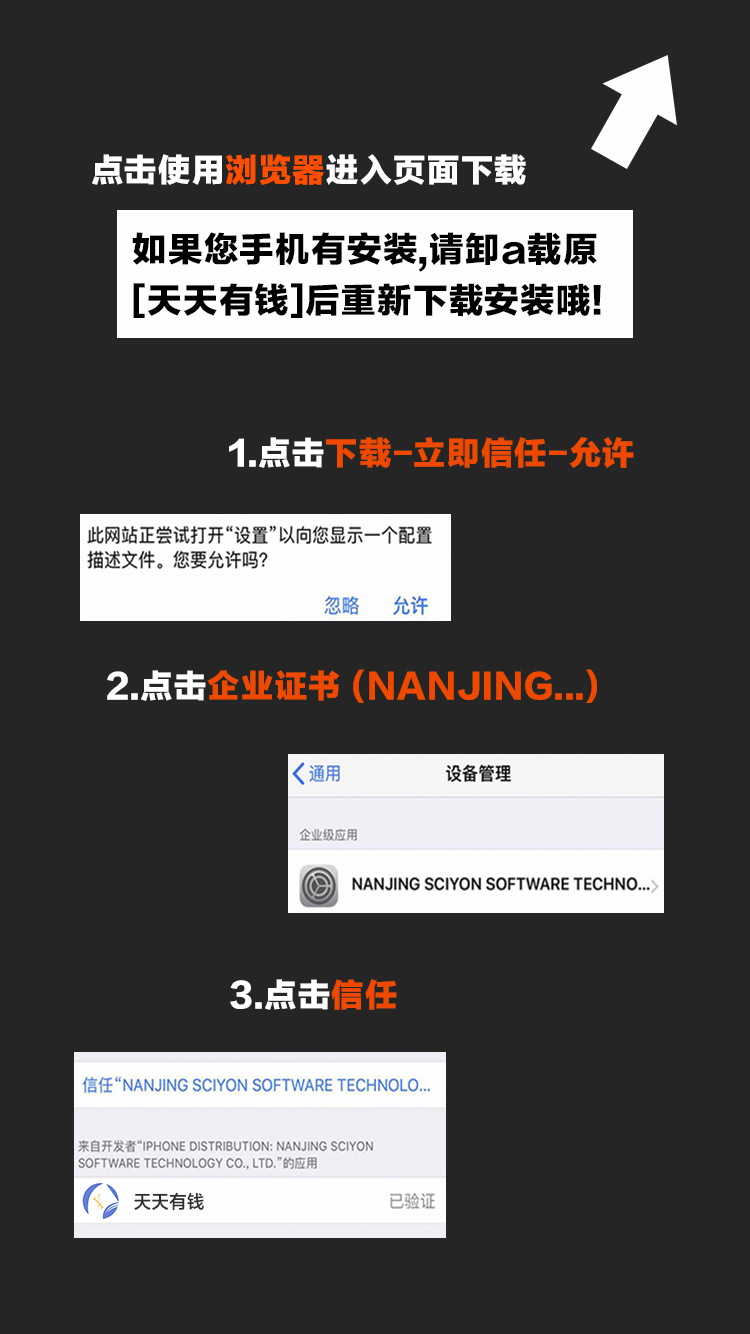 点击使用浏览器进入页面下载
如果您手机有安装,请卸a载原
[天天有钱]后重新下载安装哦!
1.点击下载-立即信任-允许
此网站正尝试打开“设置”以向您显示一个配置
描述文件。您要允许吗?
忽略 允许
2.点击企业证书 (NANJING...)
通用 设备管理
企业级应用
NANJING SCIYON SOFTWARE TECHNO...
3.点击信任
信任“NANJING SCIYON SOFTWARE TECHNOLO...
来自开发者“IPHONE DISTRIBUTION: NANJING SCIYON
SOFTWARE TECHNOLOGY CO., LTD.”的应用
天天有钱 已验证